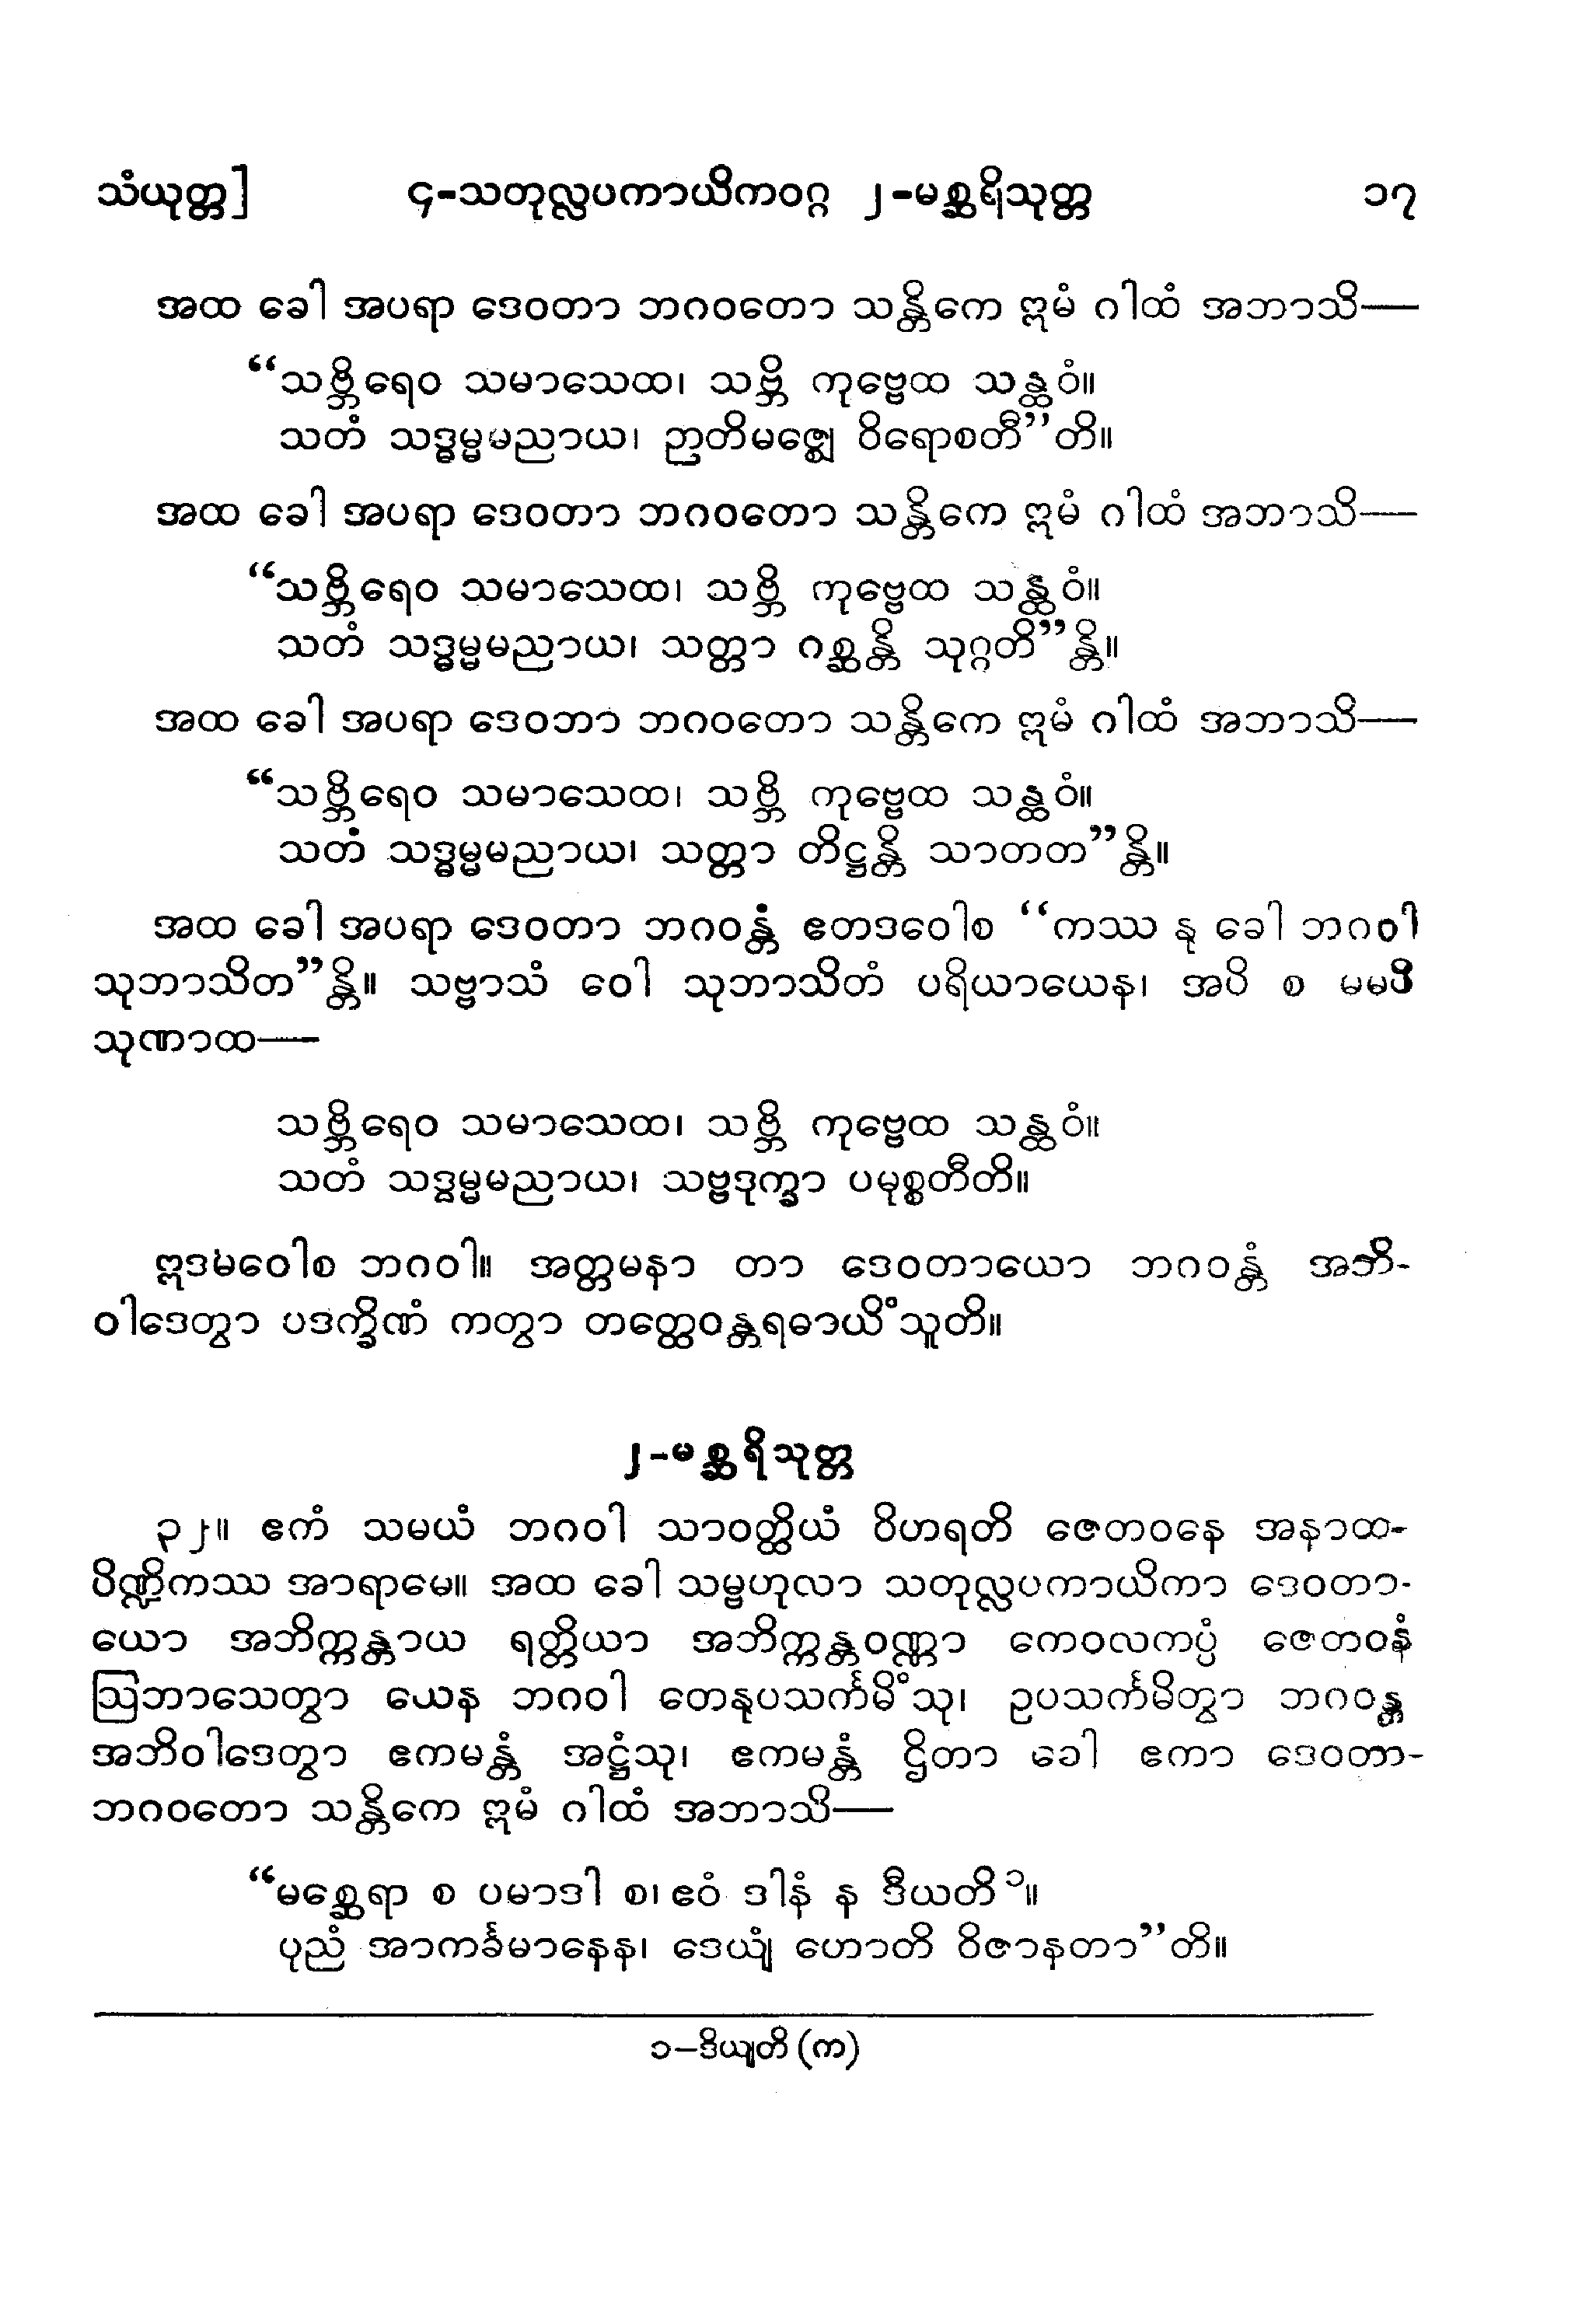 သံယုတ္တ] ၄-သတုလ္လပကာယိကဝဂ္ဂ ၂-မစ္ဆရိသုတ္တ ၁၇
အထ ခေါ အပရာ ဒေဝတာ ဘဂဝတော သန္တိကေ ဣမံ ဂါထံ အဘာသိ—
“သဗ္ဘိရေဝ သမာသေထ၊ သဗ္ဘိ ကုဗ္ဗေထ သန္ထဝံ။
သတံ သဒ္ဓမ္မမညာယ၊ ဉာတိမဇ္ဈေ ဝိရောစတီ”တိ။
အထ ခေါ အပရာ ဒေဝတာ ဘဂဝတော သန္တိကေ ဣမံ ဂါထံ အဘာသိ—
“သဗ္ဘိရေဝ သမာသေထ၊ သဗ္ဘိ ကုဗ္ဗေထ သန္ထဝံ။
သတံ သဒ္ဓမ္မမညာယ၊ သတ္တာ ဂစ္ဆန္တိ သုဂ္ဂတိ”န္တိ။
အထ ခေါ အပရာ ဒေဝဘာ ဘဂဝတော သန္တိကေ ဣမံ ဂါထံ အဘာသိ—
“သဗ္ဘိရေဝ သမာသေထ၊ သဗ္ဘိ ကုဗ္ဗေထ သန္ထဝံ။
သတံ သဒ္ဓမ္မမညာယ၊ သတ္တာ တိဋ္ဌန္တိ သာတတ”န္တိ။
အထ ခေါ အပရာ ဒေဝတာ ဘဂဝန္တံ ဧတဒဝေါစ “ကဿ နု ခေါ ဘဂဝါ
သုဘာသိတ”န္တိ။ သဗ္ဗာသံ ဝေါ သုဘာသိတံ ပရိယာယေန၊ အပိ စ မမပိ
သုဏာထ—
သဗ္ဘိရေဝ သမာသေထ၊ သဗ္ဘိ ကုဗ္ဗေထ သန္ထဝံ။
သတံ သဒ္ဓမ္မမညာယ၊ သဗ္ဗဒုက္ခာ ပမုစ္စတီတိ။
ဣဒမဝေါစ ဘဂဝါ။ အတ္တမနာ တာ ဒေဝတာယော ဘဂဝန္တံ အဘိ-
ဝါဒေတွာ ပဒက္ခိဏံ ကတွာ တတ္ထေဝန္တရဓာယိံသူတိ။
၂-မစ္ဆရိသုတ္တ
၃၂။ ဧကံ သမယံ ဘဂဝါ သာဝတ္ထိယံ ဝိဟရတိ ဇေတဝနေ အနာထ-
ပိဏ္ဍိကဿ အာရာမေ။ အထ ခေါ သမ္ဗဟုလာ သတုလ္လပကာယိကာ ဒေဝတာ-
ယော အဘိက္ကန္တာယ ရတ္တိယာ အဘိက္ကန္တဝဏ္ဏာ ကေဝလကပ္ပံ ဇေတဝနံ
ဩဘာသေတွာ ယေန ဘဂဝါ တေနုပသင်္ကမိံသု၊ ဥပသင်္ကမိတွာ ဘဂဝန္တ
အဘိဝါဒေတွာ ဧကမန္တံ အဋ္ဌံသု၊ ဧကမန္တံ ဌိတာ ခေါ ဧကာ ဒေဝတာ-
ဘဂဝတော သန္တိကေ ဣမံ ဂါထံ အဘာသိ—
“မစ္ဆေရာ စ ပမာဒါ စ၊ ဧဝံ ဒါနံ န ဒီယတိ ၁။
ပုညံ အာကင်္ခမာနေန၊ ဒေယျံ ဟောတိ ဝိဇာနတာ”တိ။
၁–ဒိယျတိ (က)